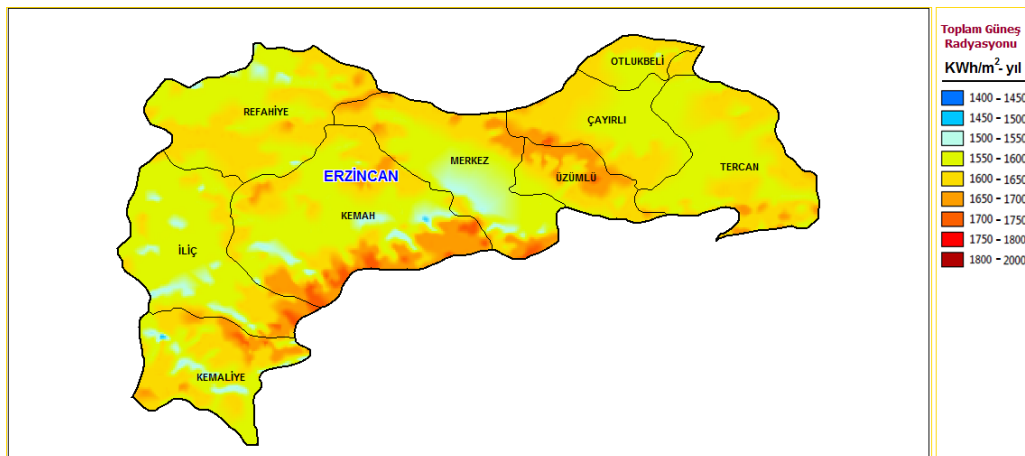 OTLUKBELİ
REFAHİYE
ÇAYIRLI
MERKEZ
TERCAN
ERZİNCAN
ÜZÜMLÜ
KEMAH
İLİÇ
KEMALİYE
Toplam Güneş
Radyasyonu
KWh/m²- yıl
1400 - 1450
1450 - 1500
1500 - 1550
1550 - 1600
1600 - 1650
1650 - 1700
1700 - 1750
1750 - 1800
1800 - 2000